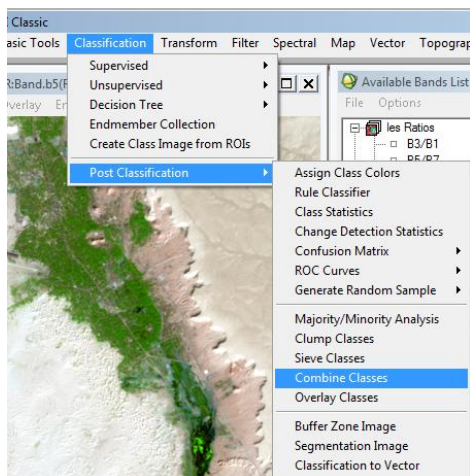 Classic
asic Tools Classification Transform Filter Spectral Map Vector Topograp
Supervised
Unsupervised
Decision Tree
Endmember Collection
Create Class Image from ROIs
Post Classification
R:Band.b5(R
Overlay
Available Bands List
File Options
les Ratios
B3/B1
B5/B7
Assign Class Colors
Rule Classifier
Class Statistics
Change Detection Statistics
Confusion Matrix
ROC Curves
Generate Random Sample
Majority/Minority Analysis
Clump Classes
Sieve Classes
Combine Classes
Overlay Classes
Buffer Zone Image
Segmentation Image
Classification to Vector